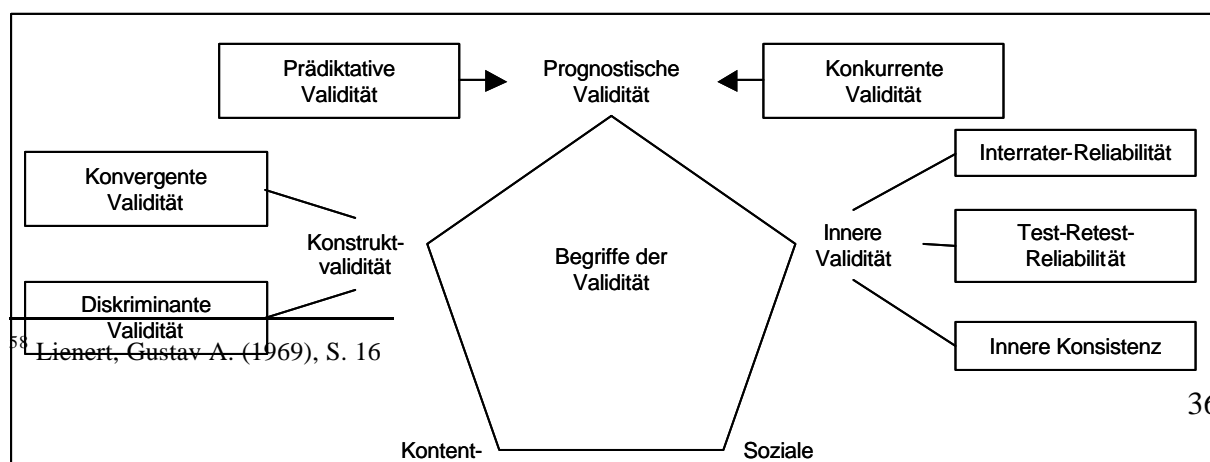 Prädiktative
Validität
Prognostische
Validität
Konkurrente
Validität
Konvergente
Validität
Konstrukt-
validität
Diskriminante
Validität
Begriffe der
Validität
Innere
Validität
Interrater-Reliabilität
Test-Retest-
Reliabilität
Innere Konsistenz
58 Lienert, Gustav A. (1969), S. 16
36
Kontent-
Soziale